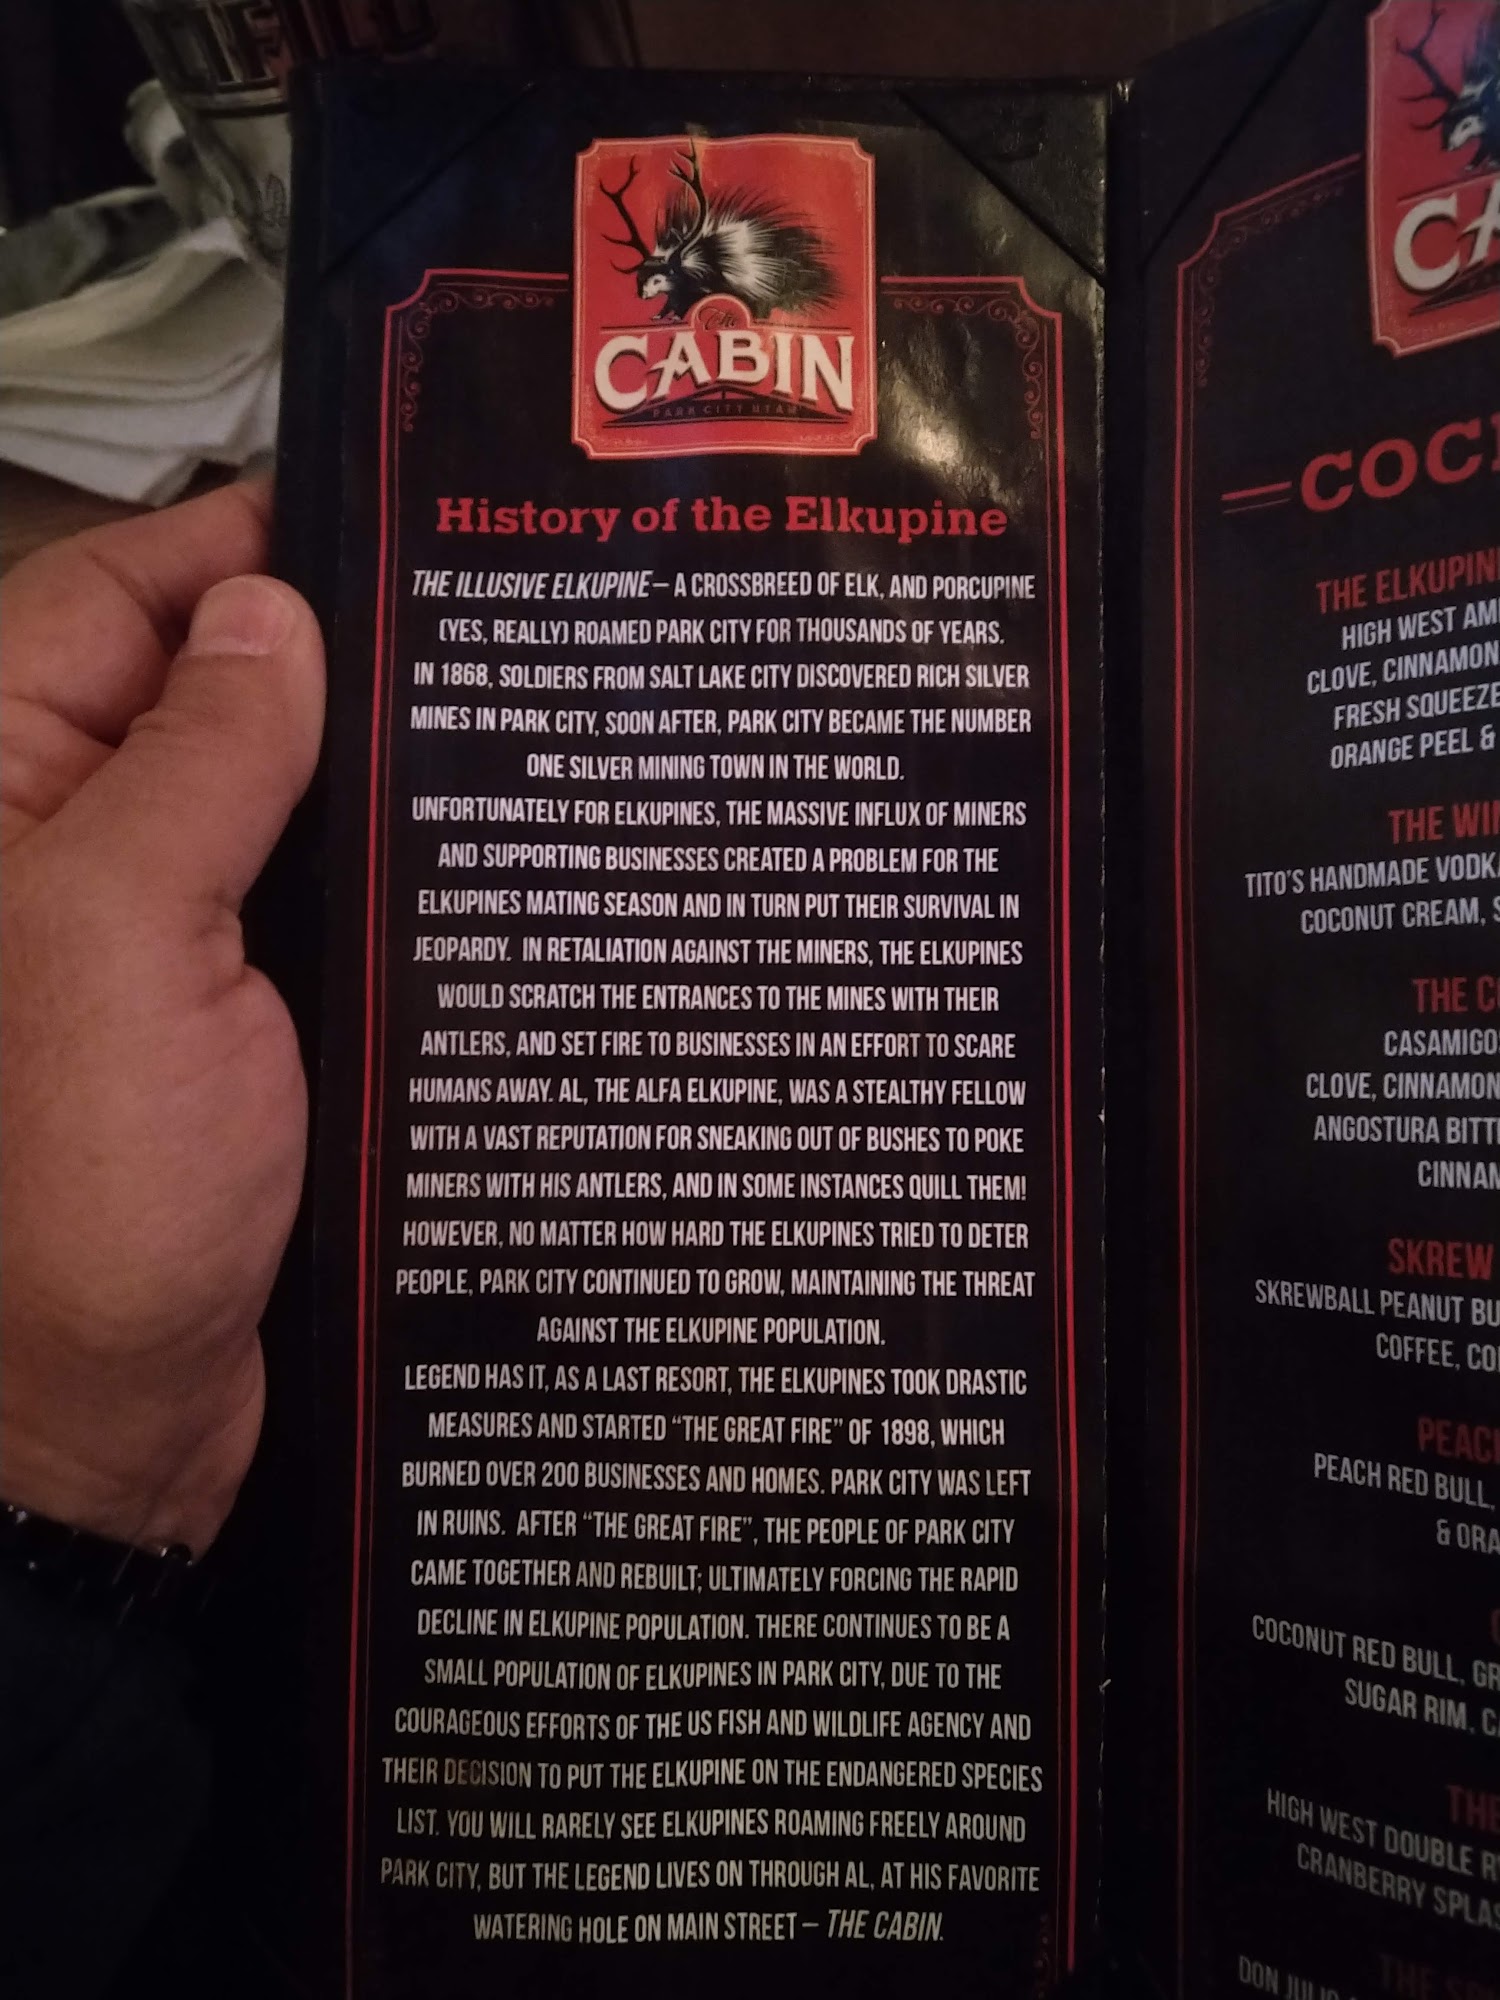 The
CABIN
PARK CITY UTAH
History of the Elkupine
THE ILLUSIVE ELKUPINE – A CROSSBREED OF ELK, AND PORCUPINE
(YES, REALLY) ROAMED PARK CITY FOR THOUSANDS OF YEARS.
IN 1868, SOLDIERS FROM SALT LAKE CITY DISCOVERED RICH SILVER
MINES IN PARK CITY, SOON AFTER, PARK CITY BECAME THE NUMBER
ONE SILVER MINING TOWN IN THE WORLD.
UNFORTUNATELY FOR ELKUPINES, THE MASSIVE INFLUX OF MINERS
AND SUPPORTING BUSINESSES CREATED A PROBLEM FOR THE
ELKUPINES MATING SEASON AND IN TURN PUT THEIR SURVIVAL IN
JEOPARDY. IN RETALIATION AGAINST THE MINERS, THE ELKUPINES
WOULD SCRATCH THE ENTRANCES TO THE MINES WITH THEIR
ANTLERS, AND SET FIRE TO BUSINESSES IN AN EFFORT TO SCARE
HUMANS AWAY. AL, THE ALFA ELKUPINE, WAS A STEALTHY FELLOW
WITH A VAST REPUTATION FOR SNEAKING OUT OF BUSHES TO POKE
MINERS WITH HIS ANTLERS, AND IN SOME INSTANCES QUILL THEM!
HOWEVER, NO MATTER HOW HARD THE ELKUPINES TRIED TO DETER
PEOPLE, PARK CITY CONTINUED TO GROW, MAINTAINING THE THREAT
AGAINST THE ELKUPINE POPULATION.
LEGEND HAS IT, AS A LAST RESORT, THE ELKUPINES TOOK DRASTIC
MEASURES AND STARTED “THE GREAT FIRE” OF 1898, WHICH
BURNED OVER 200 BUSINESSES AND HOMES. PARK CITY WAS LEFT
IN RUINS. AFTER “THE GREAT FIRE”, THE PEOPLE OF PARK CITY
CAME TOGETHER AND REBUILT; ULTIMATELY FORCING THE RAPID
DECLINE IN ELKUPINE POPULATION. THERE CONTINUES TO BE A
SMALL POPULATION OF ELKUPINES IN PARK CITY, DUE TO THE
COURAGEOUS EFFORTS OF THE US FISH AND WILDLIFE AGENCY AND
THEIR DECISION TO PUT THE ELKUPINE ON THE ENDANGERED SPECIES
LIST. YOU WILL RARELY SEE ELKUPINES ROAMING FREELY AROUND
PARK CITY, BUT THE LEGEND LIVES ON THROUGH AL, AT HIS FAVORITE
WATERING HOLE ON MAIN STREET – THE CABIN.
THE
HIGH WEST
CLOVE, CINNAMON
FRESH
ORANGE PEEL &
THE
TITO'S HANDMADE
COCONUT CREAM,
THE
CLOVE, CINNAMON
ANGOSTURA
SKREW
SKREWBALL PEANUT
COFFEE,
PEACH RED BULL,
&
COCONUT RED BULL,
SUGAR RIM,
HIGH WEST DOUBLE
CRANBERRY
DON